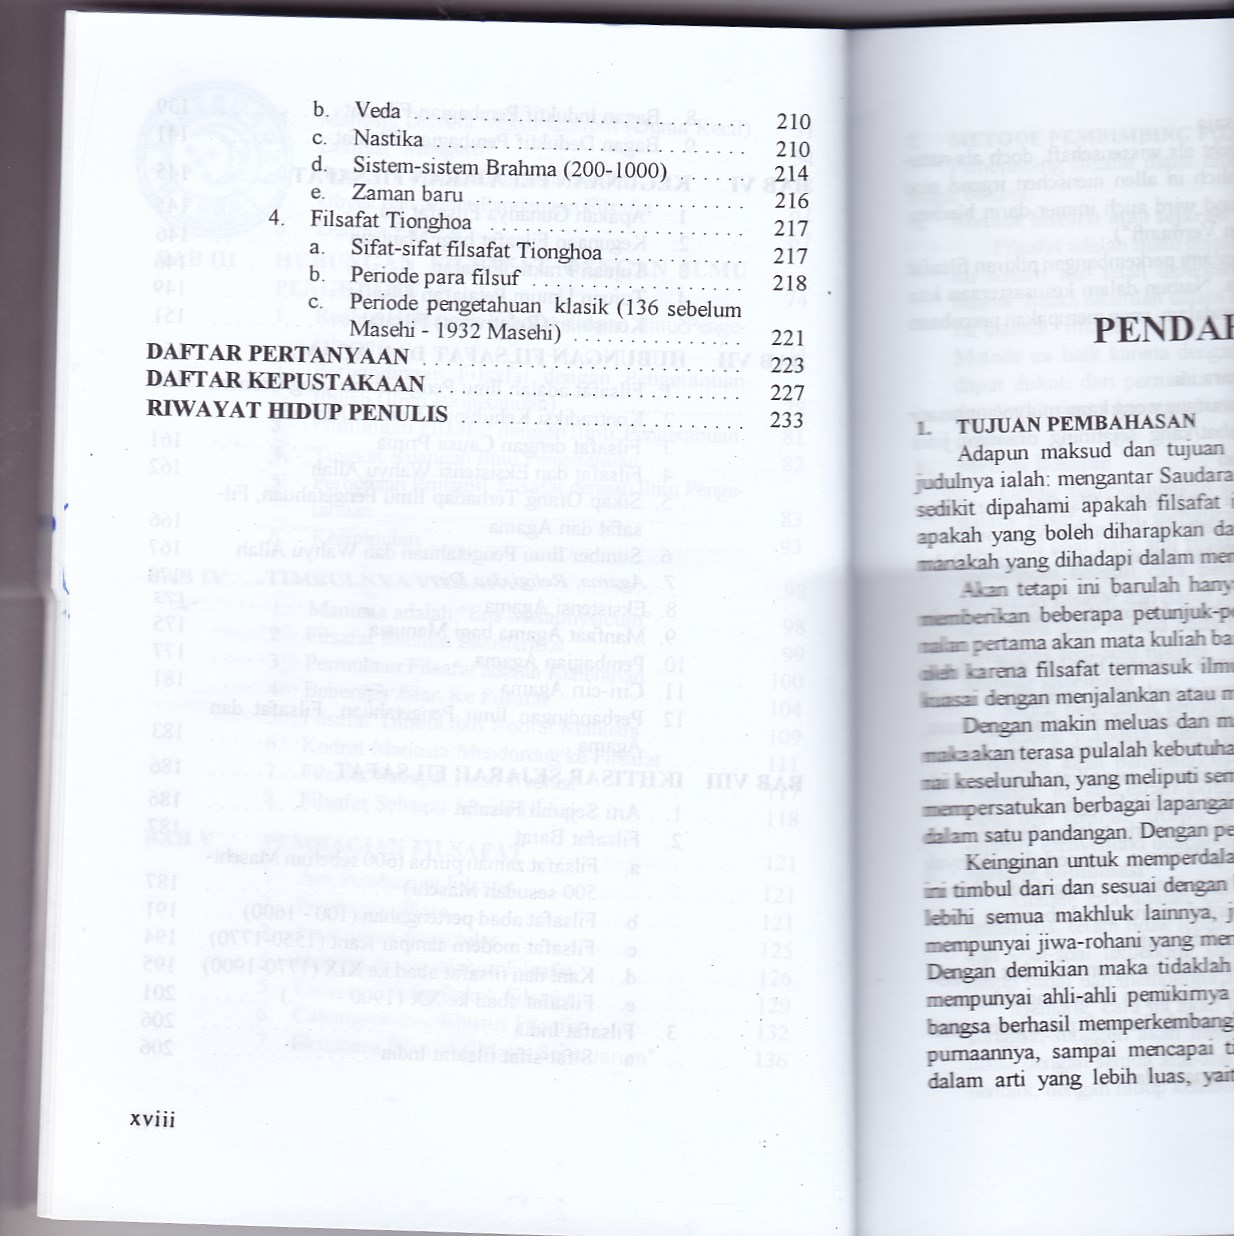 b. Veda . . . . . . . . . . . . . . . . . . . . 210
c. Nastika . . . . . . . . . . . . . . . . . . . . 210
d. Sistem-sistem Brahma (200-1000) . . . . . . 214
e. Zaman baru . . . . . . . . . . . . . . . . . . 216
4. Filsafat Tionghoa . . . . . . . . . . . . . . . . . . 217
a. Sifat-sifat filsafat Tionghoa . . . . . . . . . . 217
b. Periode para filsuf . . . . . . . . . . . . . . . 218
c. Periode pengetahuan klasik (136 sebelum
Masehi - 1932 Masehi) . . . . . . . . . . . . . 221
DAFTAR PERTANYAAN . . . . . . . . . . . . . . . . . . . . 223
DAFTAR KEPUSTAKAAN . . . . . . . . . . . . . . . . . . . . 227
RIWAYAT HIDUP PENULIS . . . . . . . . . . . . . . . . . . 233
xviii
PENDAH
1. TUJUAN PEMBAHASAN
Adapun maksud dan tujuan
judulnya ialah: mengantar Saudara
sedikit dipahami apakah filsafat i
apakah yang boleh diharapkan da
manakah yang dihadapi dalam men
Akan tetapi ini barulah hany
memberikan beberapa petunjuk-pe
pertama akan mata kuliah ba
oleh karena filsafat termasuk ilmu
kuasai dengan menjalankan atau m
Dengan makin meluas dan m
maka akan terasa pulalah kebutuha
nai keseluruhan, yang meliputi sem
mempersatukan berbagai lapangan
dalam satu pandangan. Dengan pe
Keinginan untuk memperdala
ini timbul dari dan sesuai dengan
lebihi semua makhluk lainnya, j
mempunyai jiwa-rohani yang mem
Dengan demikian maka tidaklah
mempunyai ahli-ahli pemikirnya
bangsa berhasil memperkembang
purnaannya, sampai mencapai ti
dalam arti yang lebih luas, yait